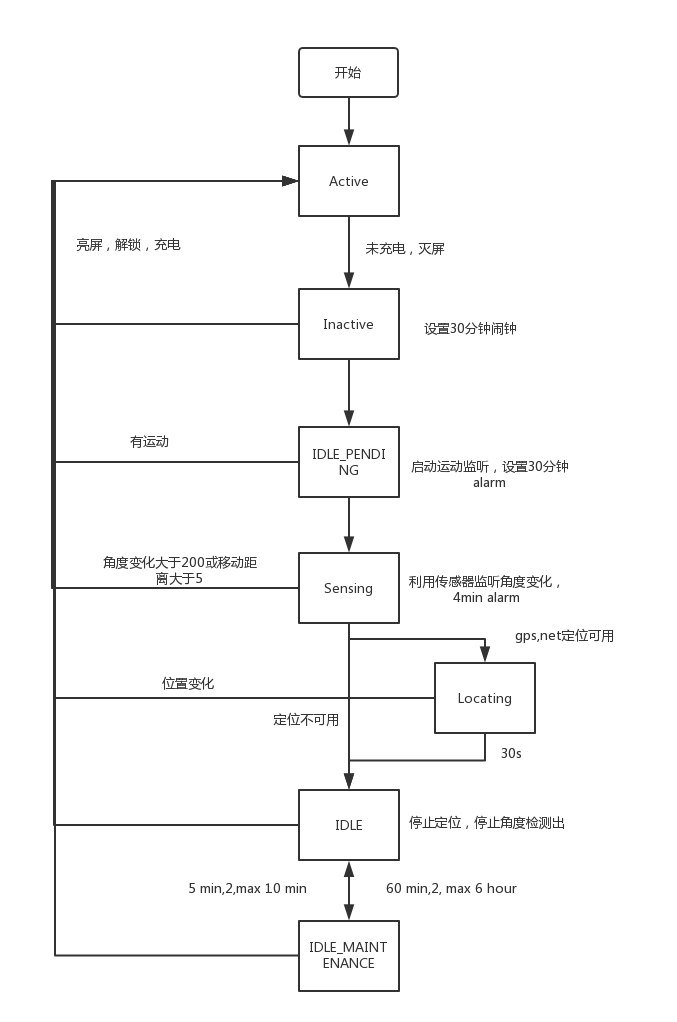 开始
Active
亮屏，解锁，充电
未充电，灭屏
Inactive
设置30分钟闹钟
有运动
IDLE_PENDI
NG
启动运动监听，设置30分钟
alarm
角度变化大于200或移动距
离大于5
Sensing
利用传感器监听角度变化，
4min alarm
gps,net定位可用
位置变化
Locating
定位不可用
30s
IDLE
停止定位，停止角度检测出
5 min,2,max 10 min
60 min,2, max 6 hour
IDLE_MAINT
ENANCE